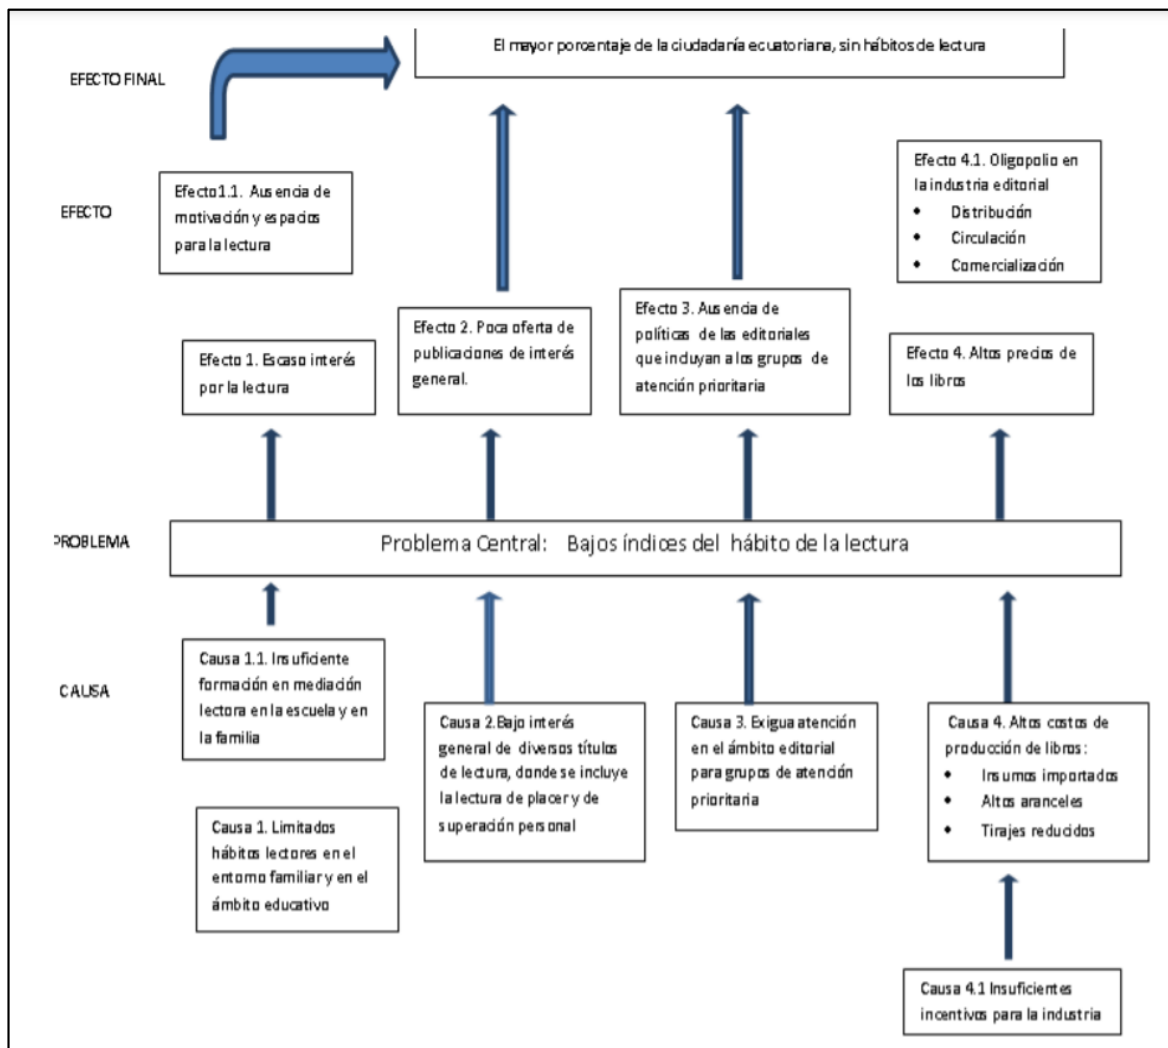 El mayor porcentaje de la ciudadanía ecuatoriana, sin hábitos de lectura
EFECTO FINAL
Efecto 4.1. Oligopolio en
la industria editorial
• Distribución
• Circulación
• Comercialización
EFECTO
Efecto1.1. Ausencia de
motivación y espacios
para la lectura
Efecto 2. Poca oferta de
publicaciones de interés
general.
Efecto 3. Ausencia de
políticas de las editoriales
que incluyan a los grupos de
atención prioritaria
Efecto 1. Escaso interés
por la lectura
Efecto 4. Altos precios de
los libros
PROBLEMA
Problema Central: Bajos índices del hábito de la lectura
CAUSA
Causa 1.1. Insuficiente
formación en mediación
lectora en la escuela y en
la familia
Causa 2.Bajo interés
general de diversos títulos
de lectura, donde se incluye
la lectura de placer y de
superación personal
Causa 3. Exigua atención
en el ámbito editorial
para grupos de atención
prioritaria
Causa 4. Altos costos de
producción de libros:
• Insumos importados
• Altos aranceles
• Tirajes reducidos
Causa 1. Limitados
hábitos lectores en el
entorno familiar y en el
ámbito educativo
Causa 4.1 Insuficientes
incentivos para la industria